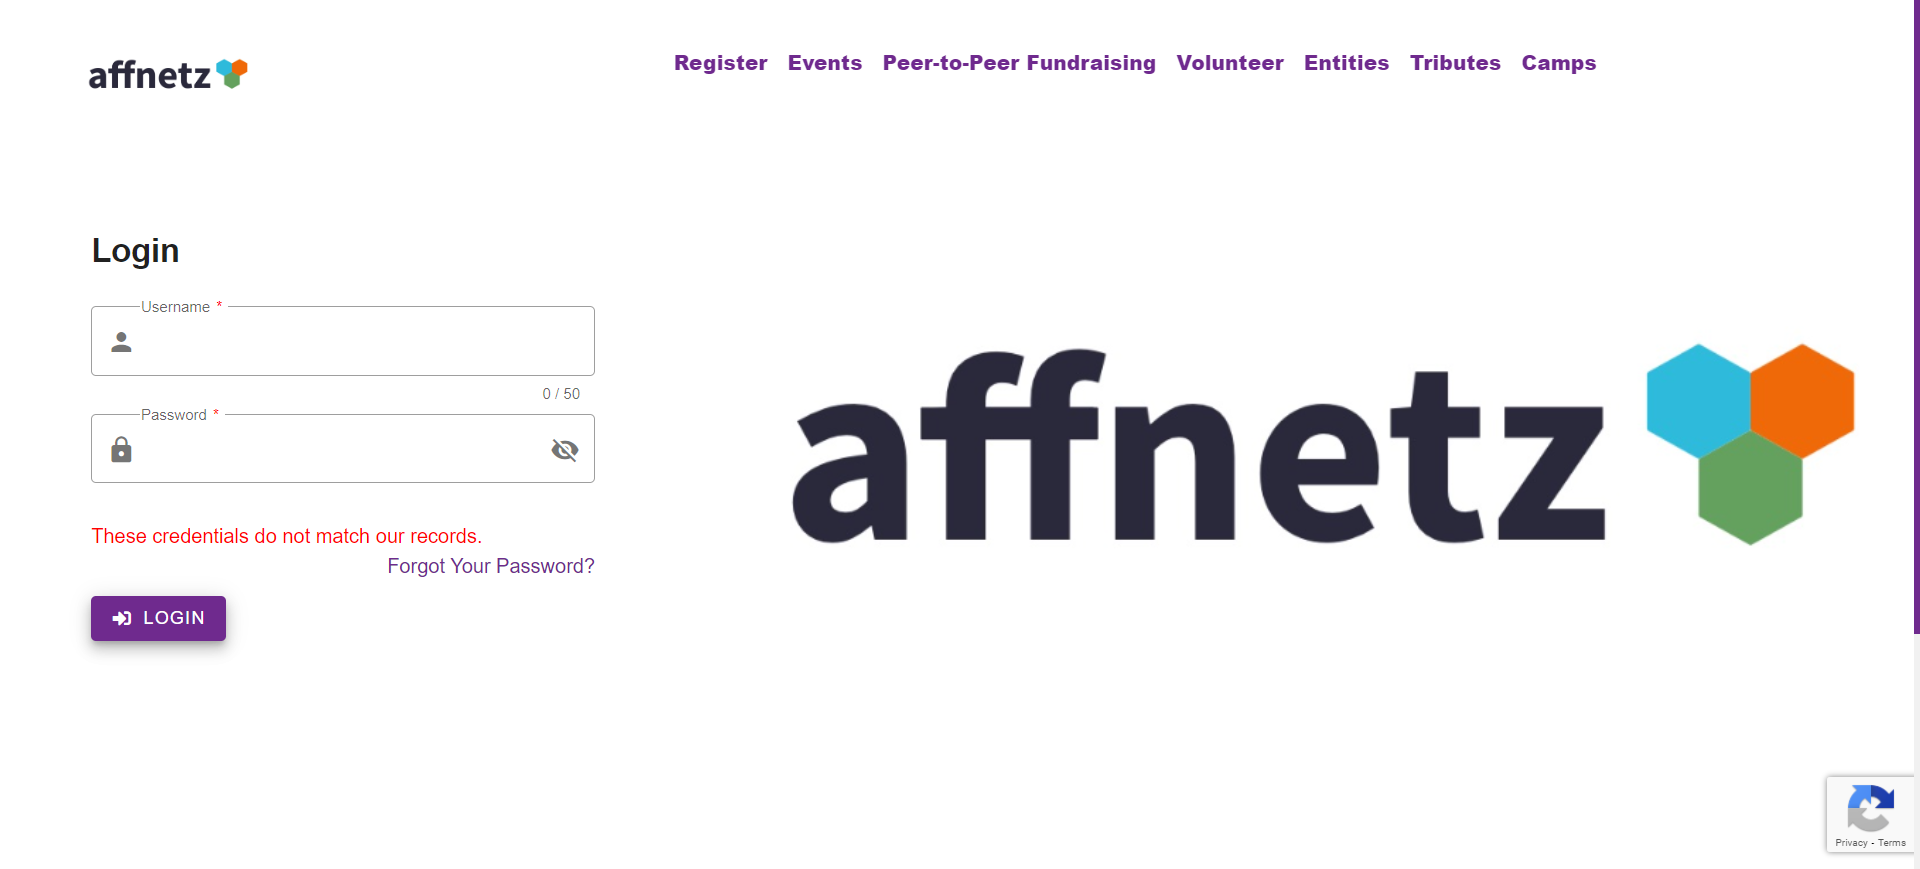 affnetz
Register Events Peer-to-Peer Fundraising Volunteer Entities Tributes Camps
Login
Username *
0 / 50
Password *
These credentials do not match our records.
Forgot Your Password?
LOGIN
affnetz
Privacy - Terms